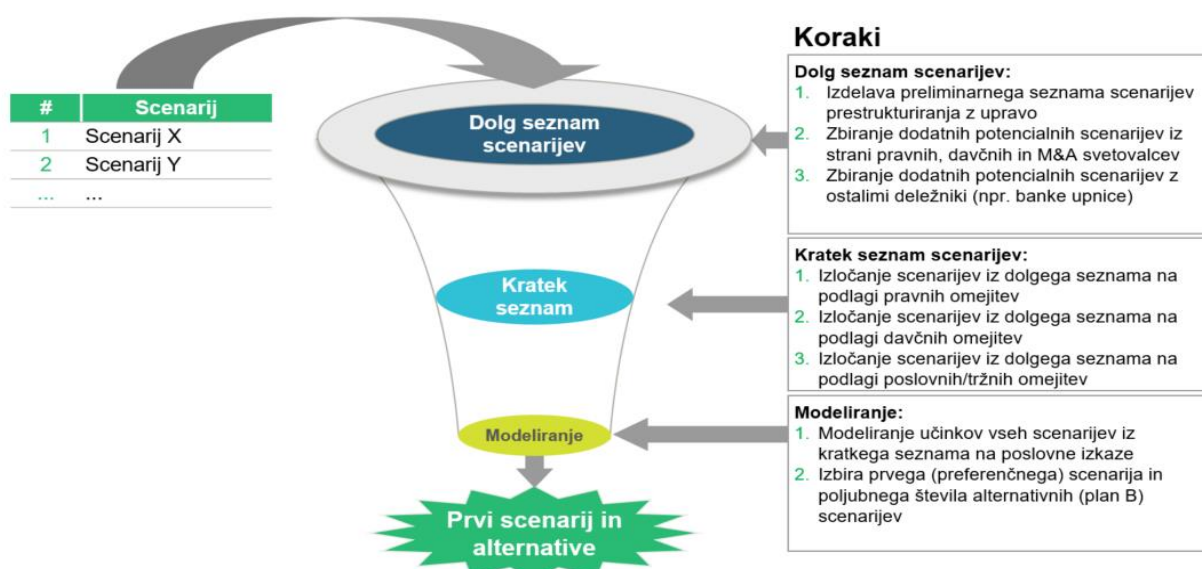 # Scenarij
1 Scenarij X
2 Scenarij Y
... ...
Dolg seznam
scenarijev
Kratek
seznam
Modeliranje
Prvi scenarij in
alternative
Koraki
Dolg seznam scenarijev:
1. Izdelava preliminarnega seznama scenarijev
prestrukturiranja z upravo
2. Zbiranje dodatnih potencialnih scenarijev iz
strani pravnih, davčnih in M&A svetovalcev
3. Zbiranje dodatnih potencialnih scenarijev z
ostalimi deležniki (npr. banke upnice)
Kratek seznam scenarijev:
1. Izločanje scenarijev iz dolgega seznama na
podlagi pravnih omejitev
2. Izločanje scenarijev iz dolgega seznama na
podlagi davčnih omejitev
3. Izločanje scenarijev iz dolgega seznama na
podlagi poslovnih/tržnih omejitev
Modeliranje:
1. Modeliranje učinkov vseh scenarijev iz
kratkega seznama na poslovne izkaze
2. Izbira prvega (preferenčnega) scenarija in
poljubnega števila alternativnih (plan B)
scenarijev